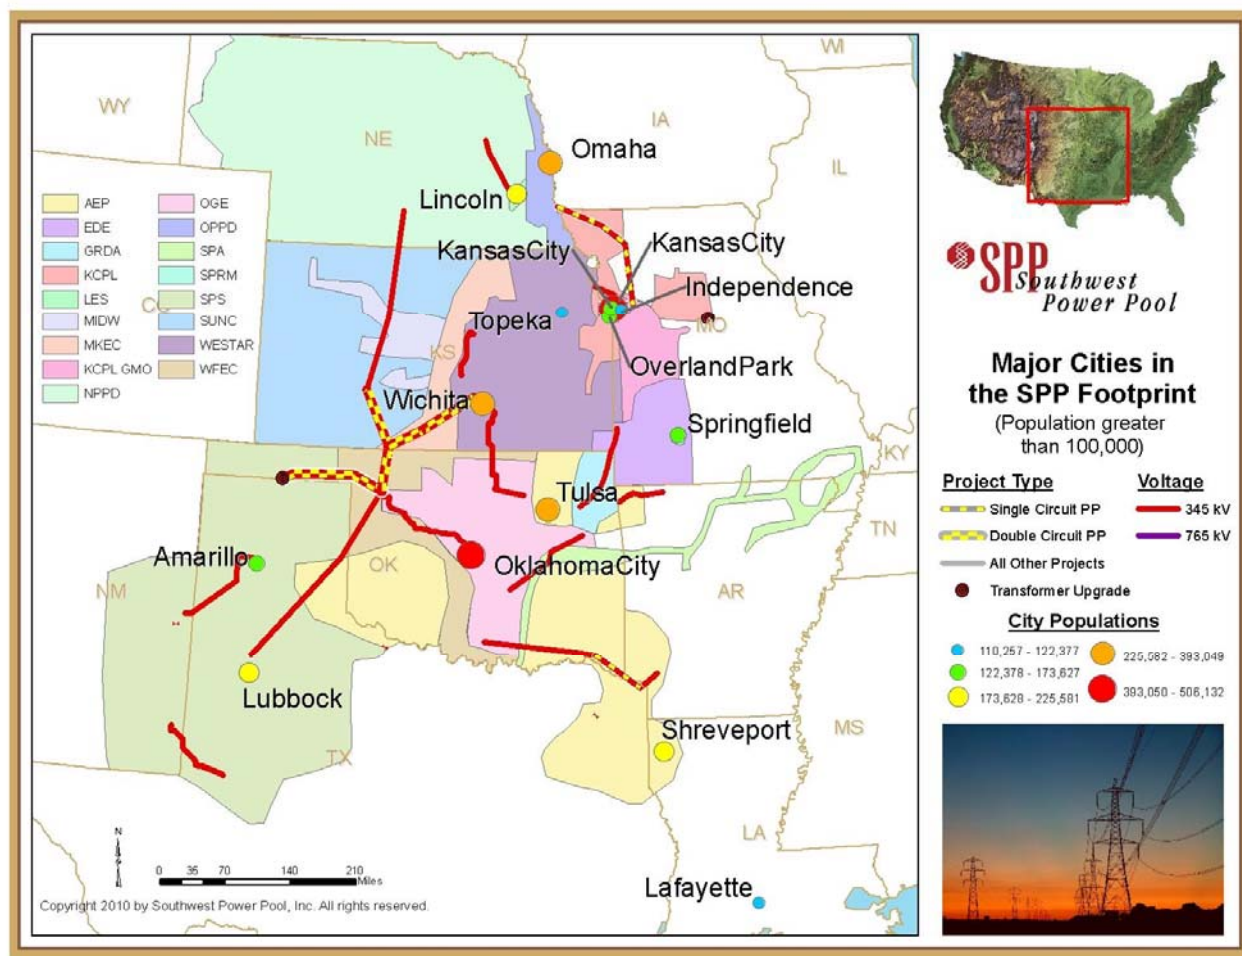 WY
NE
IA
WI
IL
Omaha
Lincoln
AEP
OGE
EDE
OPPD
GRDA
SPA
KCPL
SPRM
LES
SPS
MIDW
SUNC
MKEC
WESTAR
KCPL GMO
WFEC
NPPD
KansasCity
KansasCity
Independence
Topeka
MO
KS
OverlandPark
Wichita
Springfield
KY
Tulsa
TN
Amarillo
OklahomaCity
OK
NM
AR
Lubbock
Shreveport
MS
TX
LA
Lafayette
N
0 35 70 140 210
Miles
Copyright 2010 by Southwest Power Pool, Inc. All rights reserved.
SPP
Southwest
Power Pool
Major Cities in
the SPP Footprint
(Population greater
than 100,000)
Project Type
Voltage
Single Circuit PP
345 kV
Double Circuit PP
765 kV
All Other Projects
Transformer Upgrade
City Populations
110,257 - 122,377
225,582 - 393,049
122,378 - 173,627
393,050 - 506,132
173,628 - 225,581